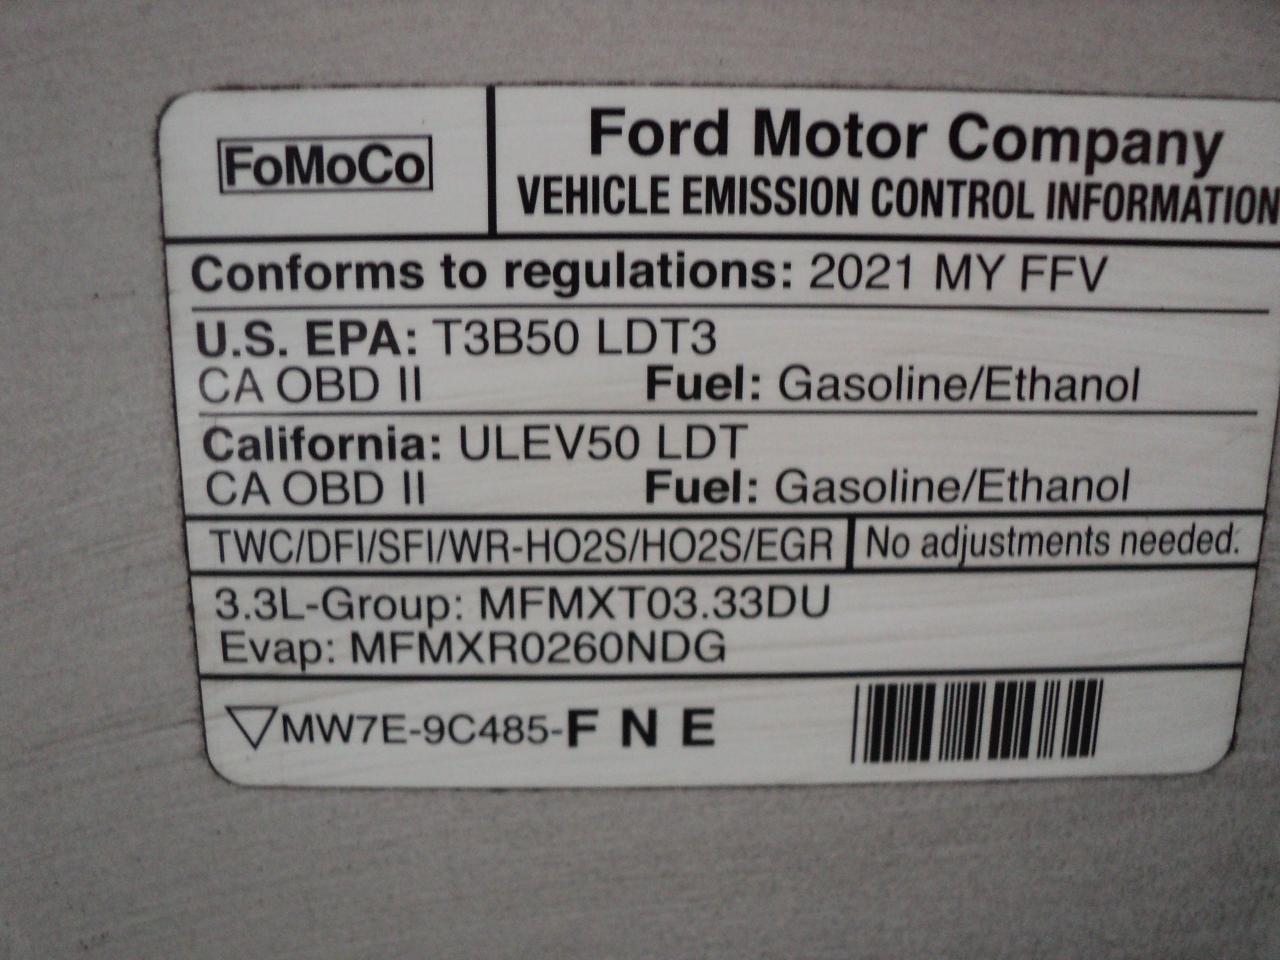 FoMoCo
Ford Motor Company
VEHICLE EMISSION CONTROL INFORMATION
Conforms to regulations: 2021 MY FFV
U.S. EPA: T3B50 LDT3
CA OBD II Fuel: Gasoline/Ethanol
California: ULEV50 LDT
CA OBD II Fuel: Gasoline/Ethanol
TWC/DFI/SFI/WR-HO2S/HO2S/EGR No adjustments needed.
3.3L-Group: MFMXT03.33DU
Evap: MFMXR0260NDG
MW7E-9C485-F N E